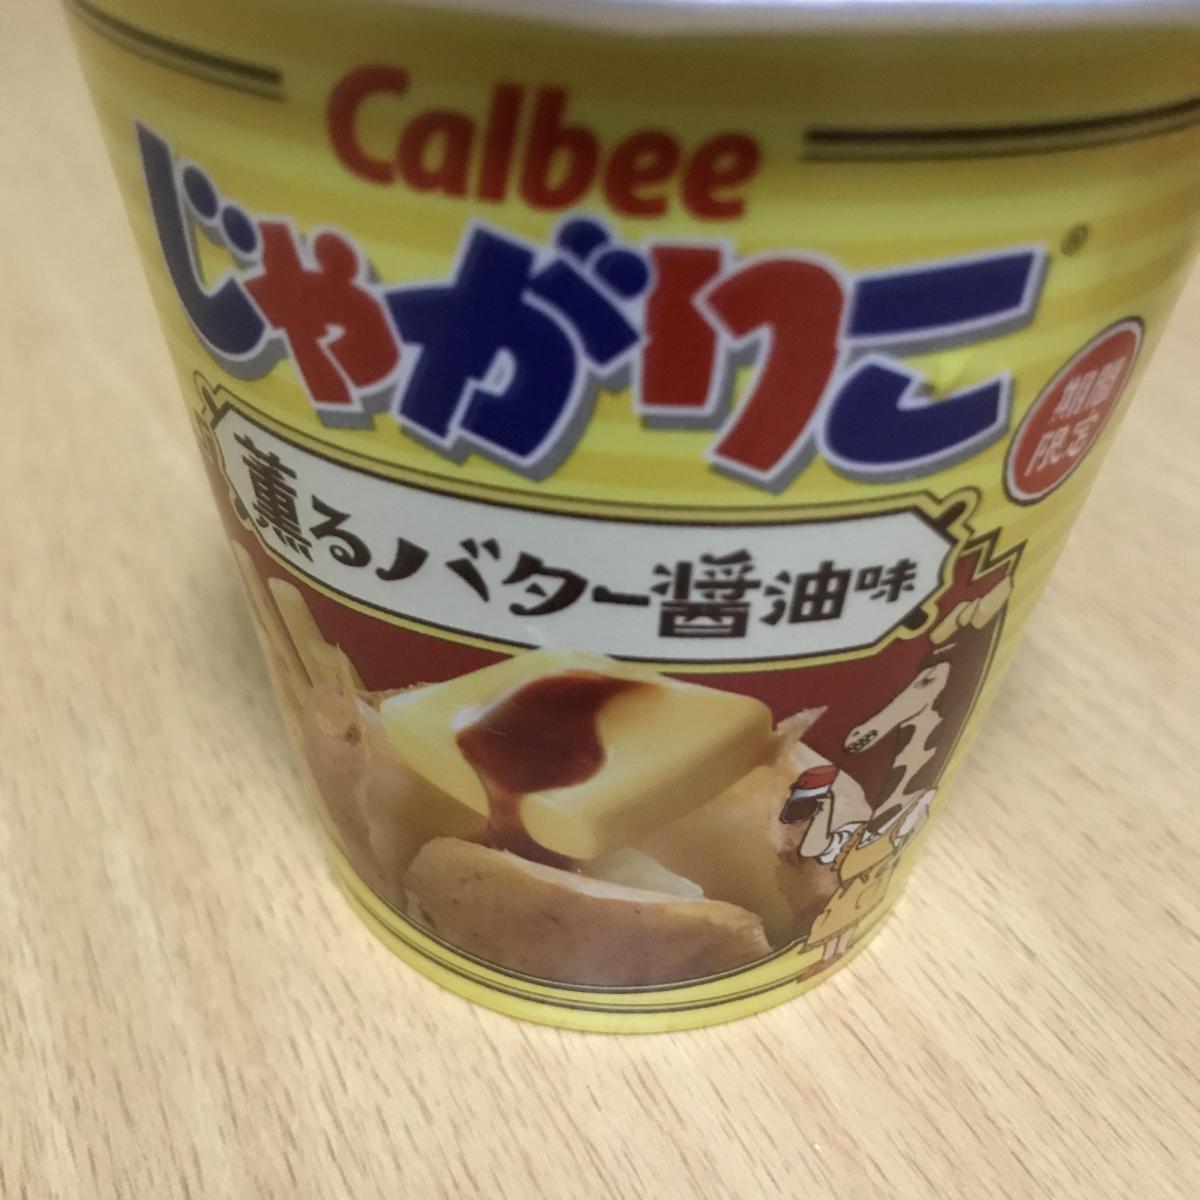 Calbee
じゃがりこ®
期間
限定
薫るバター醤油味